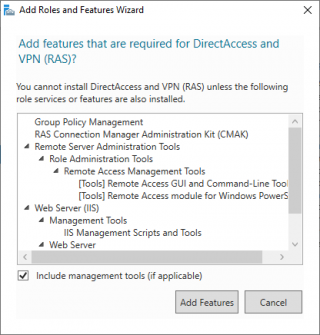 Add Roles and Features Wizard
Add features that are required for DirectAccess and
VPN (RAS)?
You cannot install DirectAccess and VPN (RAS) unless the following
role services or features are also installed.
Group Policy Management
RAS Connection Manager Administration Kit (CMAK)
Remote Server Administration Tools
Role Administration Tools
Remote Access Management Tools
[Tools] Remote Access GUI and Command-Line Tool
[Tools] Remote Access module for Windows PowerS
Web Server (IIS)
Management Tools
IIS Management Scripts and Tools
Web Server
Include management tools (if applicable)
Add Features
Cancel